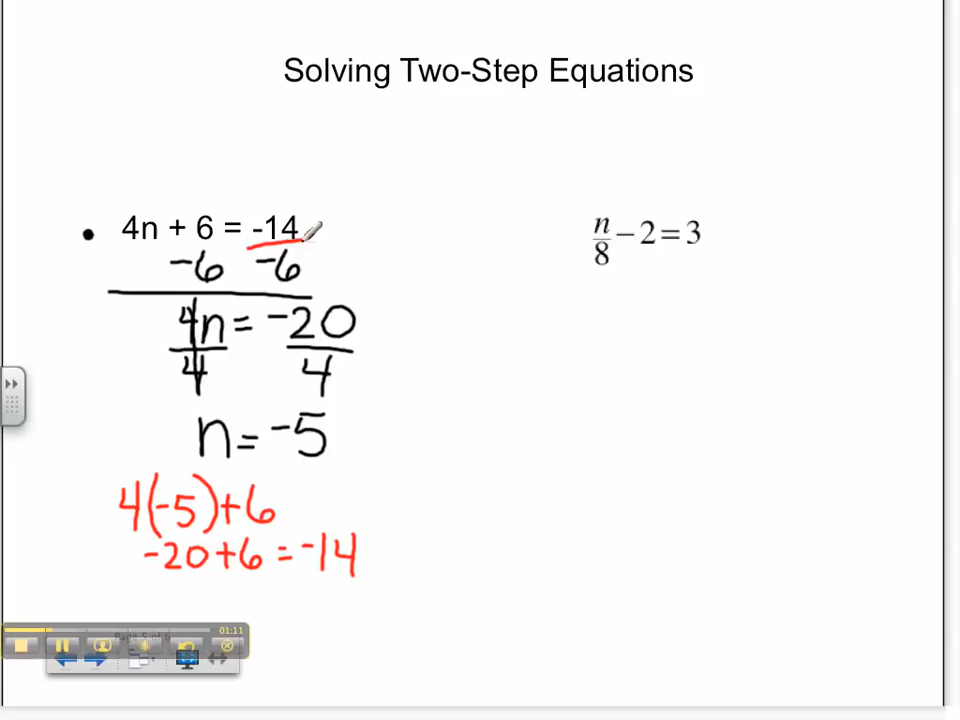 Solving Two-Step Equations
• 4n + 6 = -14
-6 -6
4n = -20
4 4
n = -5
4(-5)+6
-20+6 = -14
n
8 − 2 = 3
01:11